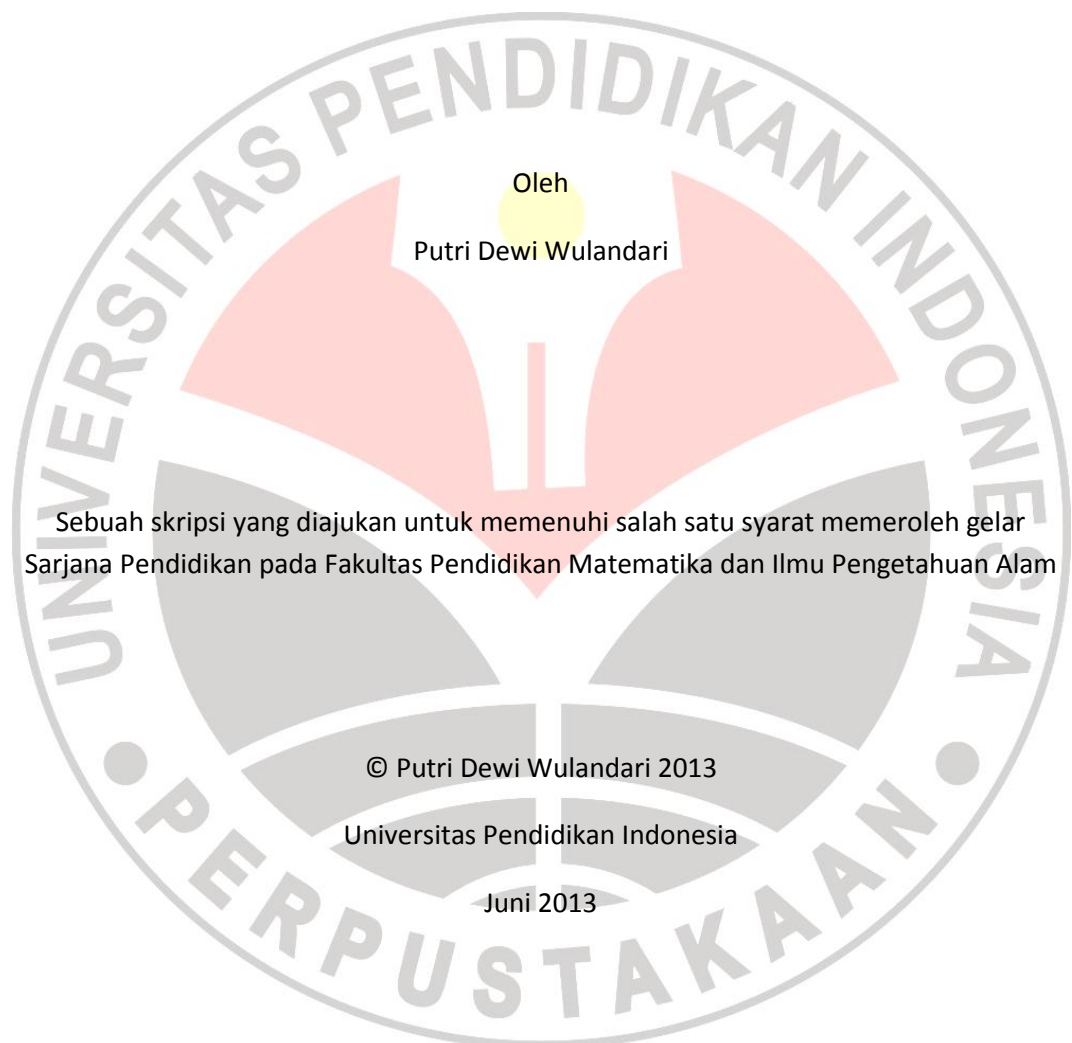 UNIVERSITAS PENDIDIKAN INDONESIA
Oleh
Putri Dewi Wulandari
Sebuah skripsi yang diajukan untuk memenuhi salah satu syarat memeroleh gelar
Sarjana Pendidikan pada Fakultas Pendidikan Matematika dan Ilmu Pengetahuan Alam
© Putri Dewi Wulandari 2013
Universitas Pendidikan Indonesia
Juni 2013
PERPUSTAKAAN